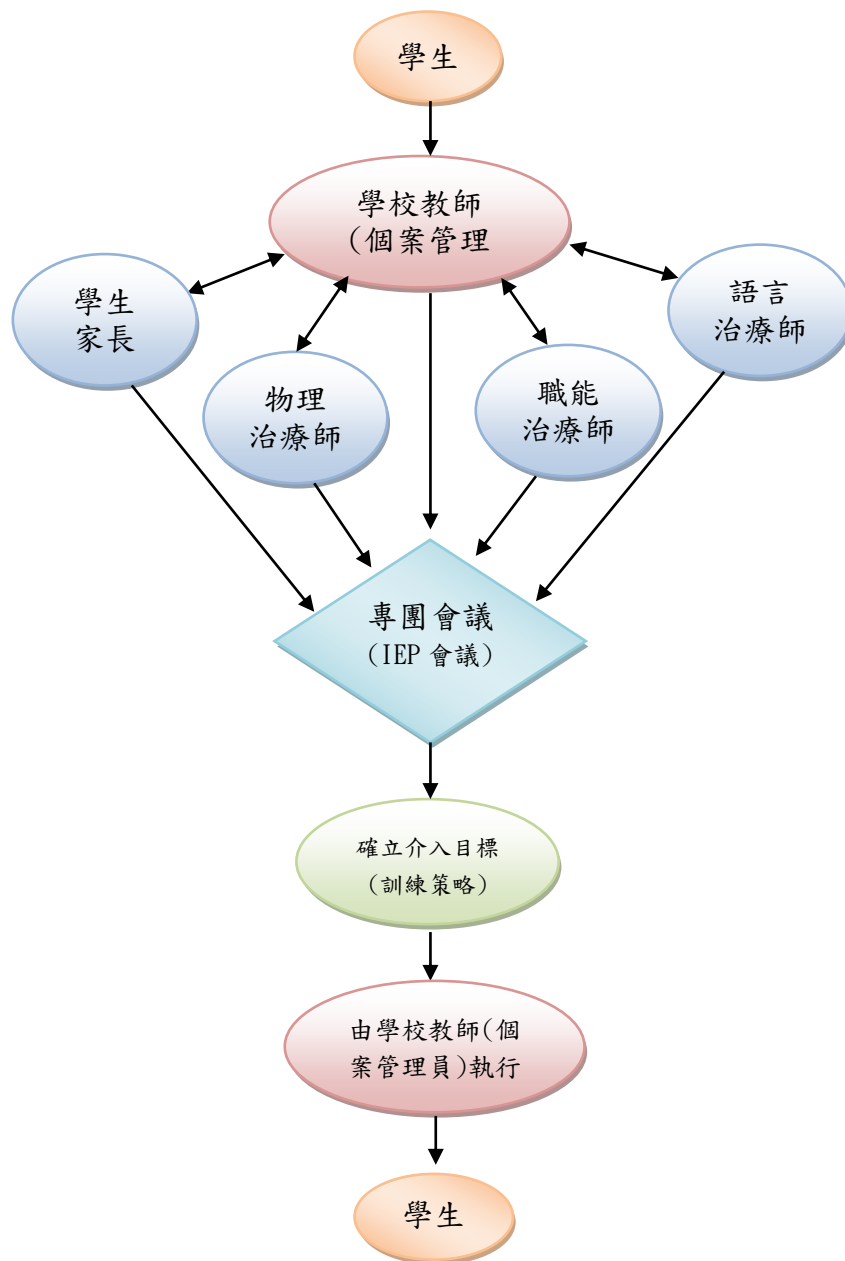 學生
學校教師
(個案管理
學生
家長
物理
治療師
職能
治療師
語言
治療師
專團會議
(IEP 會議)
確立介入目標
(訓練策略)
由學校教師(個
案管理員)執行
學生